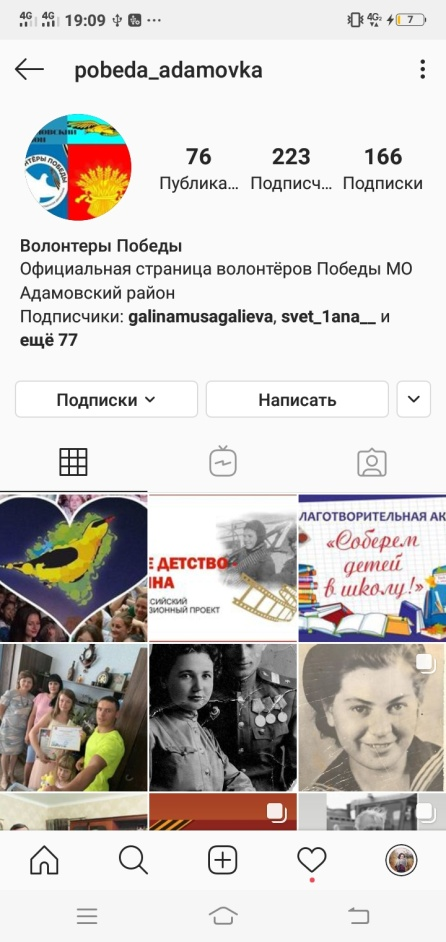 4G 4G 19:09
4G 7
pobeda_adamovka
76 223 166
Публика... Подписч... Подписки
Волонтеры Победы
Официальная страница волонтёров Победы МО
Адамовский район
Подписчики: galinamusagalieva, svet_1ana__ и
ещё 77
Подписки Написать
Е ДЕТСТВО
НА
СИЙСКИЙ
ЗИОННЫЙ ПРОЕКТ
ЛАГОТВОРИТЕЛЬНАЯ АК
«Соберем
детей
в школу!»